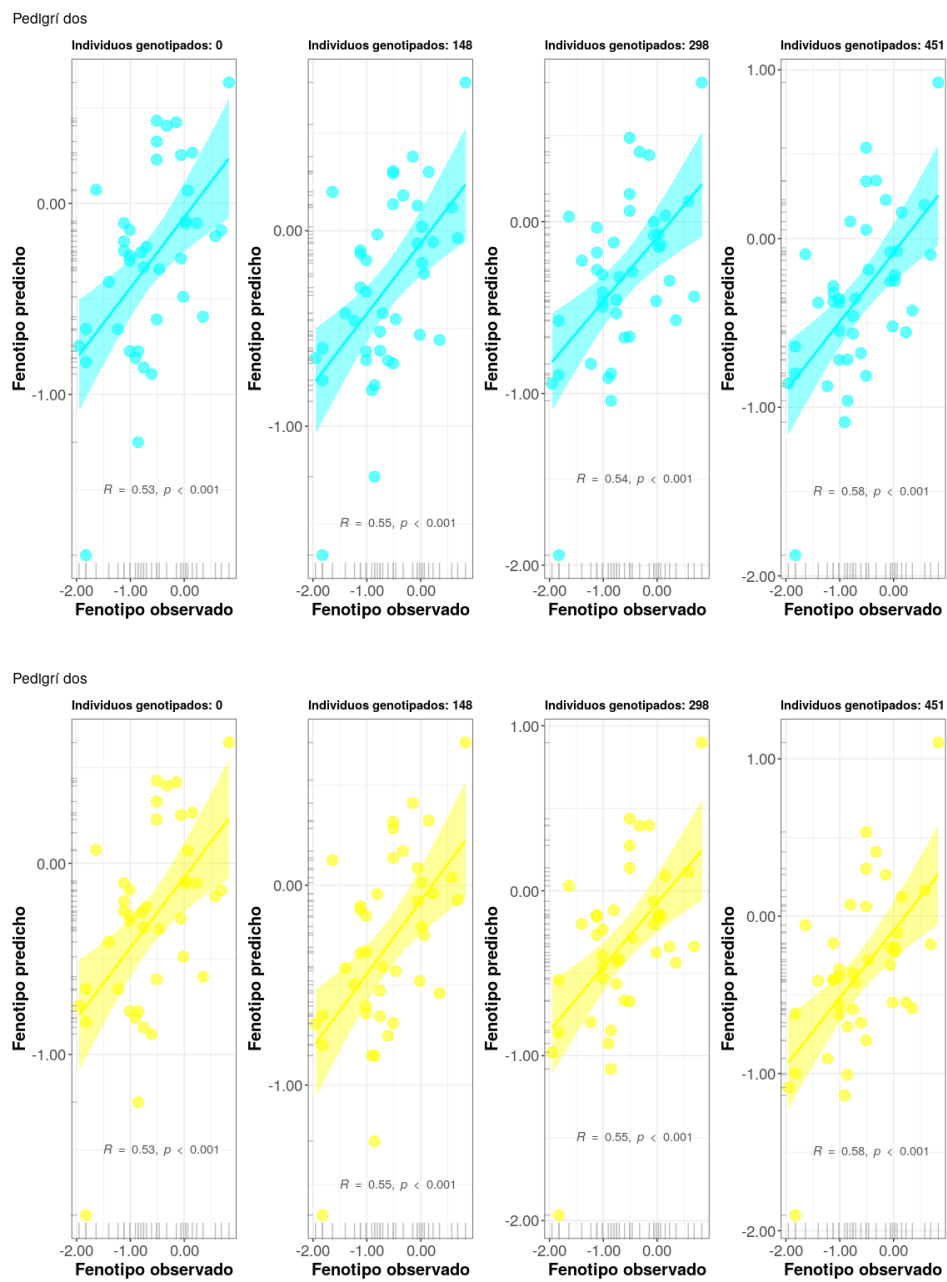 PedIgrí dos
Individuos genotipados: 0
Fenotipo predicho
0.00
-1.00
R = 0.53, p < 0.001
-2.00 -1.00 0.00
Fenotipo observado
Individuos genotipados: 148
Fenotipo predicho
0.00
-1.00
R = 0.55, p < 0.001
-2.00 -1.00 0.00
Fenotipo observado
Individuos genotipados: 298
Fenotipo predicho
0.00
-1.00
-2.00
R = 0.54, p < 0.001
-2.00 -1.00 0.00
Fenotipo observado
Individuos genotipados: 451
Fenotipo predicho
1.00
0.00
-1.00
-2.00
R = 0.58, p < 0.001
-2.00 -1.00 0.00
Fenotipo observado
PedIgrí dos
Individuos genotipados: 0
Fenotipo predicho
0.00
-1.00
R = 0.53, p < 0.001
-2.00 -1.00 0.00
Fenotipo observado
Individuos genotipados: 148
Fenotipo predicho
0.00
-1.00
R = 0.55, p < 0.001
-2.00 -1.00 0.00
Fenotipo observado
Individuos genotipados: 298
Fenotipo predicho
1.00
0.00
-1.00
-2.00
R = 0.55, p < 0.001
-2.00 -1.00 0.00
Fenotipo observado
Individuos genotipados: 451
Fenotipo predicho
1.00
0.00
-1.00
-2.00
R = 0.58, p < 0.001
-2.00 -1.00 0.00
Fenotipo observado